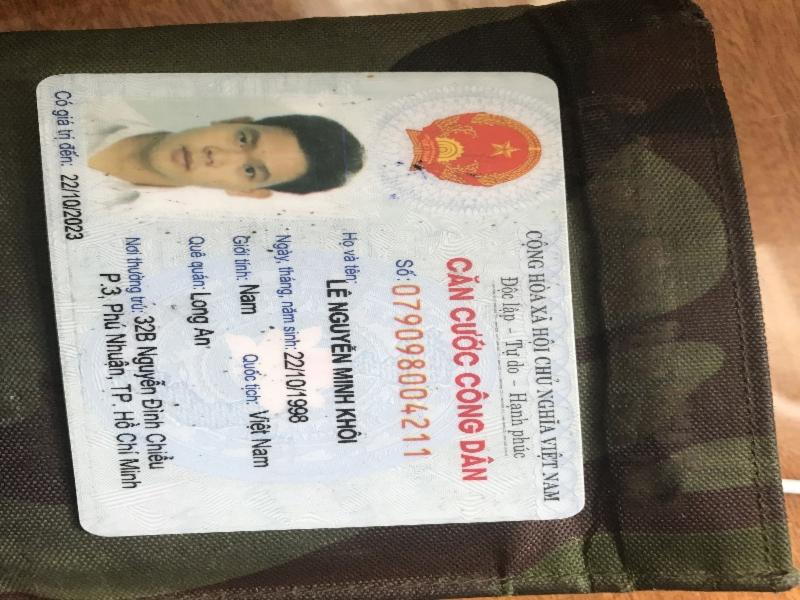 CỘNG HÒA XÃ HỘI CHỦ NGHĨA VIỆT NAM
Độc lập - Tự do - Hạnh phúc
CĂN CƯỚC CÔNG DÂN
Số: 079098004211
Họ và tên:
LÊ NGUYỄN MINH KHÔI
Ngày, tháng, năm sinh: 22/10/1998
Giới tính: Nam Quốc tịch: Việt Nam
Quê quán: Long An
Nơi thường trú: 32B Nguyễn Đình Chiểu
P.3, Phú Nhuận, TP. Hồ Chí Minh
Có giá trị đến: 22/10/2023